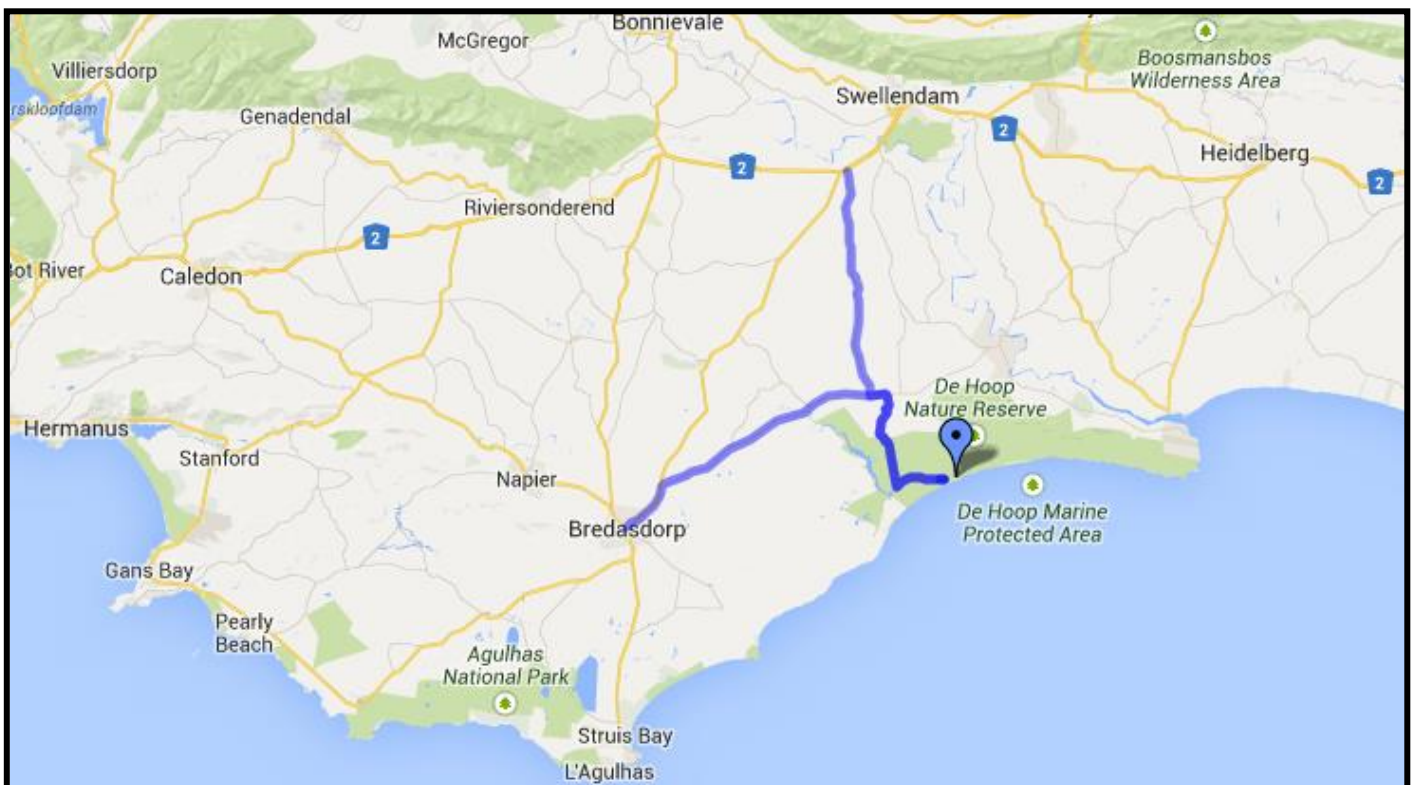 Bonnievale
McGregor
Boosmansbos
Wilderness Area
Villiersdorp
Swellendam
Genadendal
2
Heidelberg
2
2
Riviersonderend
2
Bot River
Caledon
De Hoop
Nature Reserve
Hermanus
Stanford
Napier
De Hoop Marine
Protected Area
Bredasdorp
Gans Bay
Pearly
Beach
Agulhas
National Park
Struis Bay
L'Agulhas